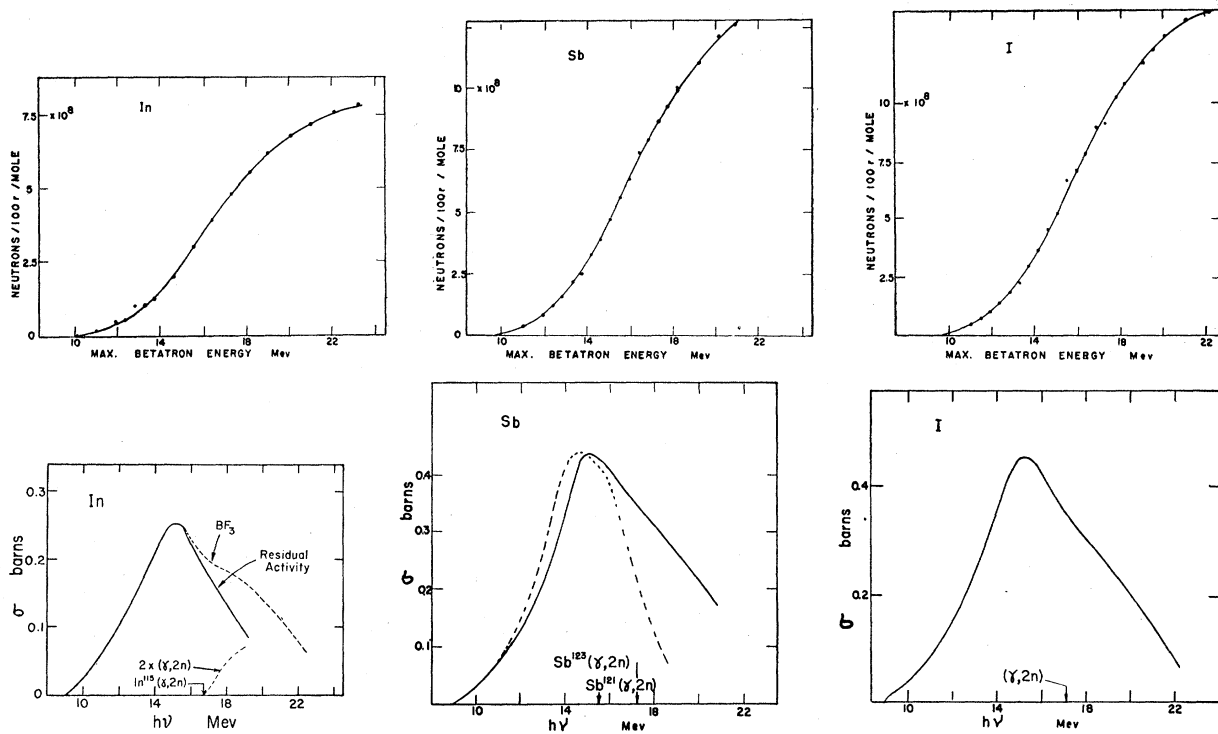 In
x 10⁸
7.5
5
2.5
0
NEUTRONS / 100 r / MOLE
10 14 18 22
MAX. BETATRON ENERGY Mev
Sb
10 x 10⁸
7.5
5
2.5
0
NEUTRONS / 100 r / MOLE
10 14 18 22
MAX. BETATRON ENERGY Mev
I
10 x 10⁸
7.5
5
2.5
0
NEUTRONS / 100 r / MOLE
10 14 18 22
MAX. BETATRON ENERGY Mev
In
0.3
0.2
0.1
0
σ barns
BF₃
Residual
Activity
2 x (γ,2n)
In¹¹⁵(γ,2n)
10 14 18 22
hν Mev
Sb
0.4
0.3
0.2
0.1
σ barns
Sb¹²³(γ,2n)
Sb¹²¹(γ,2n)
10 14 18 22
hν Mev
I
0.4
0.2
σ barns
(γ,2n)
10 14 18 22
hν Mev